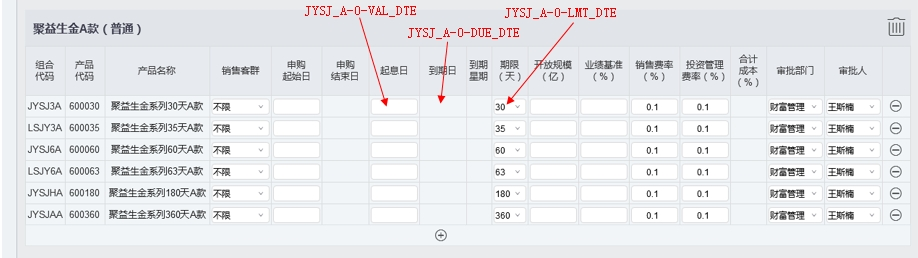 JYSJ_A-0-VAL_DTE
JYSJ_A-0-LMT_DTE
JYSJ_A-0-DUE_DTE
聚益生金A款（普通）
组合代码 产品代码 产品名称 销售客群 申购起始日 申购结束日 起息日 到期日 到期星期 期限（天） 开放规模（亿） 业绩基准（%） 销售费率（%） 投资管理费率（%） 合计成本（%） 审批部门 审批人
JYSJ3A 600030 聚益生金系列30天A款 不限 30 0.1 0.1 财富管理 王斯楠
LSJY3A 600035 聚益生金系列35天A款 不限 35 0.1 0.1 财富管理 王斯楠
JYSJ6A 600060 聚益生金系列60天A款 不限 60 0.1 0.1 财富管理 王斯楠
LSJY6A 600063 聚益生金系列63天A款 不限 63 0.1 0.1 财富管理 王斯楠
JYSJHA 600180 聚益生金系列180天A款 不限 180 0.1 0.1 财富管理 王斯楠
JYSJAA 600360 聚益生金系列360天A款 不限 360 0.1 0.1 财富管理 王斯楠